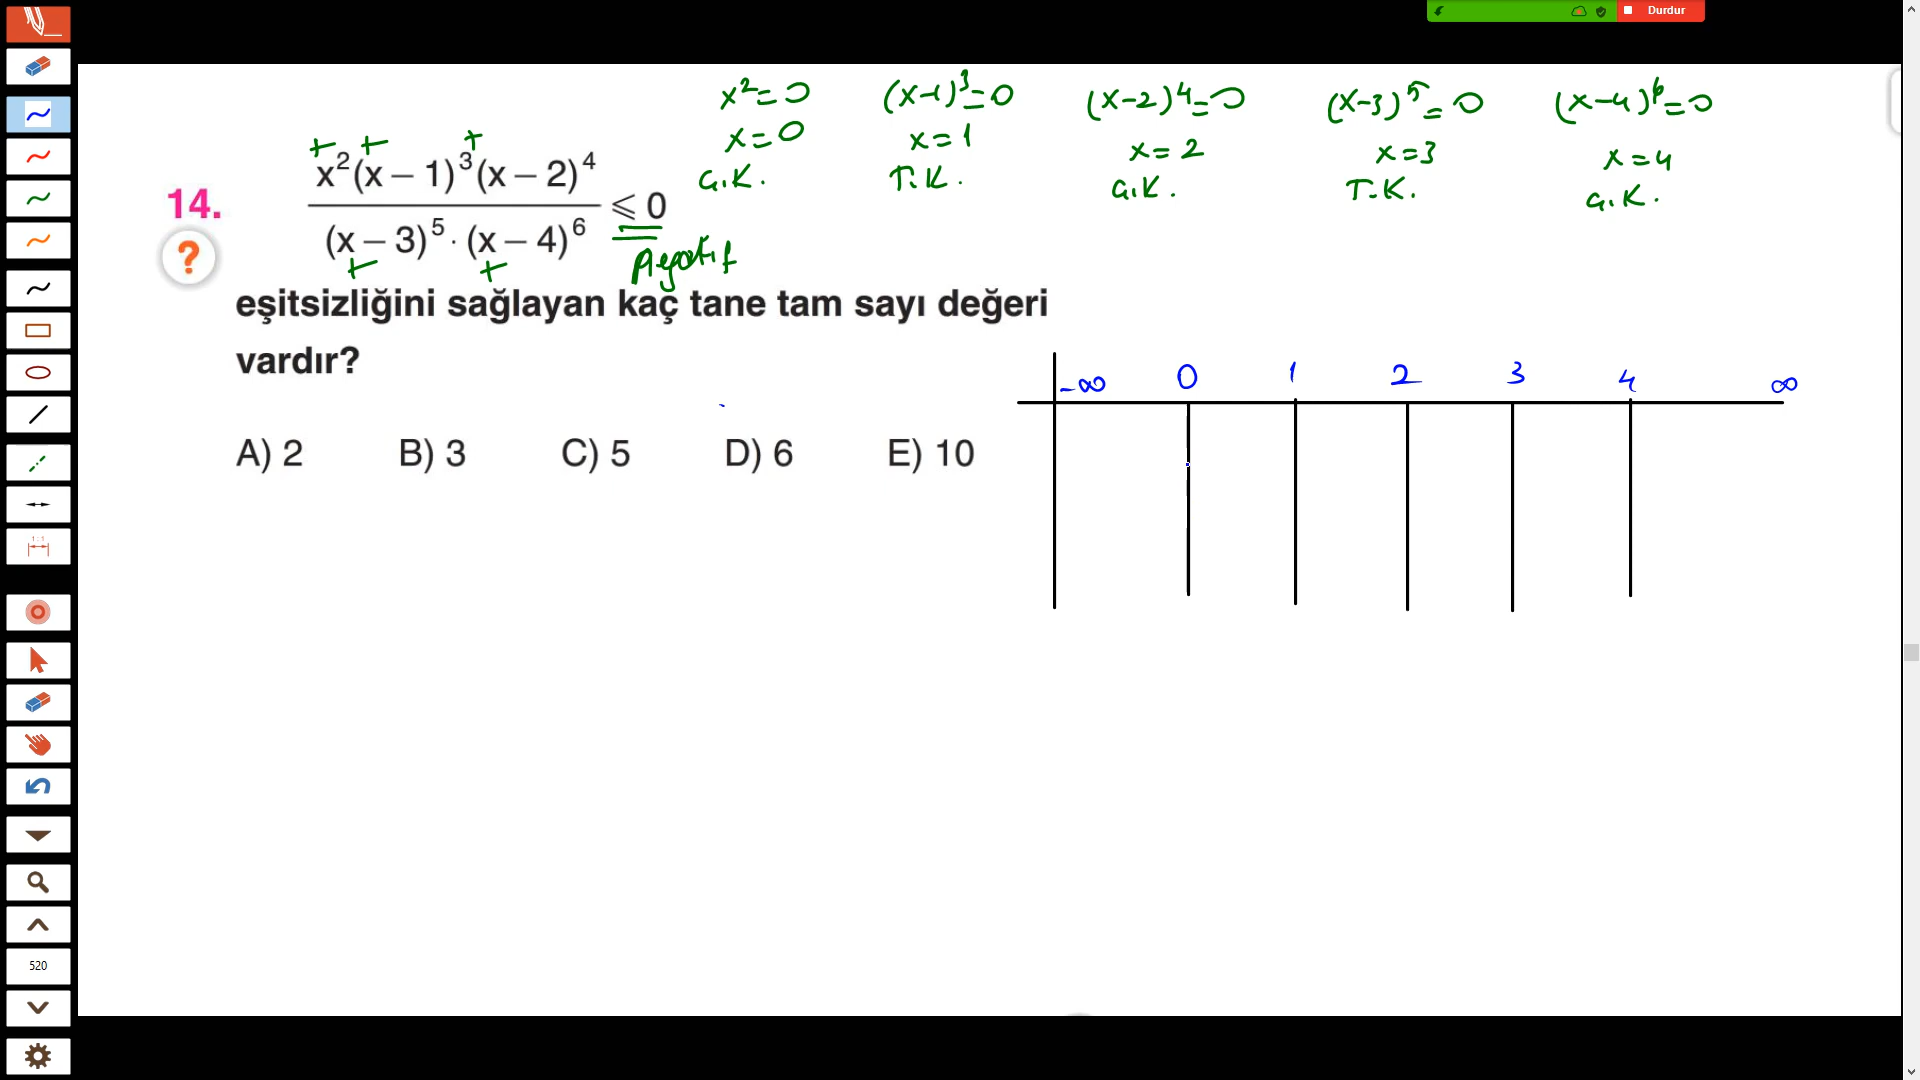 Durdur
x²=0 (x-1)³=0 (x-2)⁴=0 (x-3)⁵=0 (x-4)⁶=0
x=0 x=1 x=2 x=3 x=4
G.K. T.K. G.K. T.K. G.K.
+ + +
14. x²(x – 1)³(x – 2)⁴ / (x – 3)⁵ · (x – 4)⁶ ⩽ 0
?
+ + negatif
eşitsizliğini sağlayan kaç tane tam sayı değeri
vardır?
-∞ 0 1 2 3 4 ∞
A) 2 B) 3 C) 5 D) 6 E) 10
1:1
520